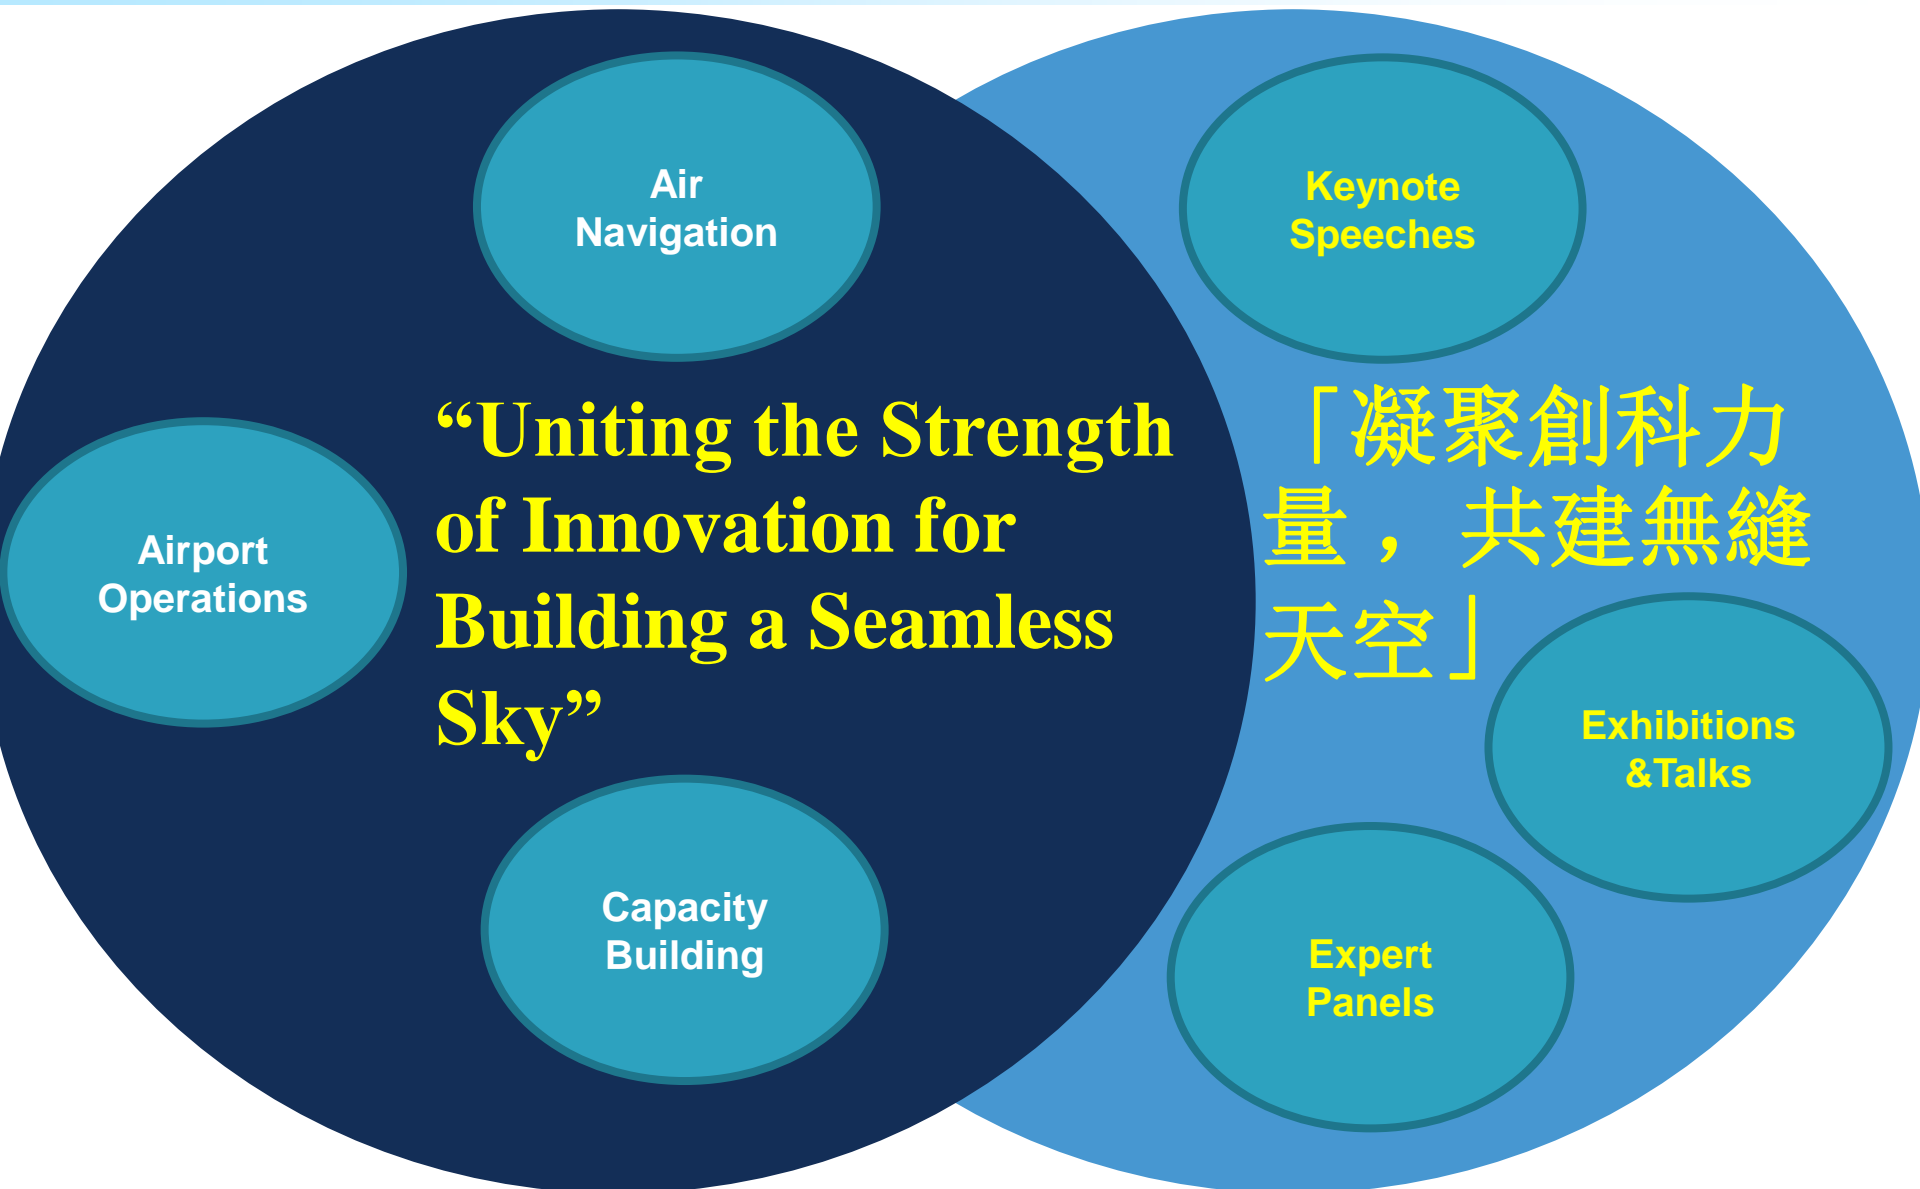 Air
Navigation
Keynote
Speeches
Airport
Operations
“Uniting the Strength
of Innovation for
Building a Seamless
Sky”
「凝聚創科力
量，共建無縫
天空」
Exhibitions
&Talks
Capacity
Building
Expert
Panels